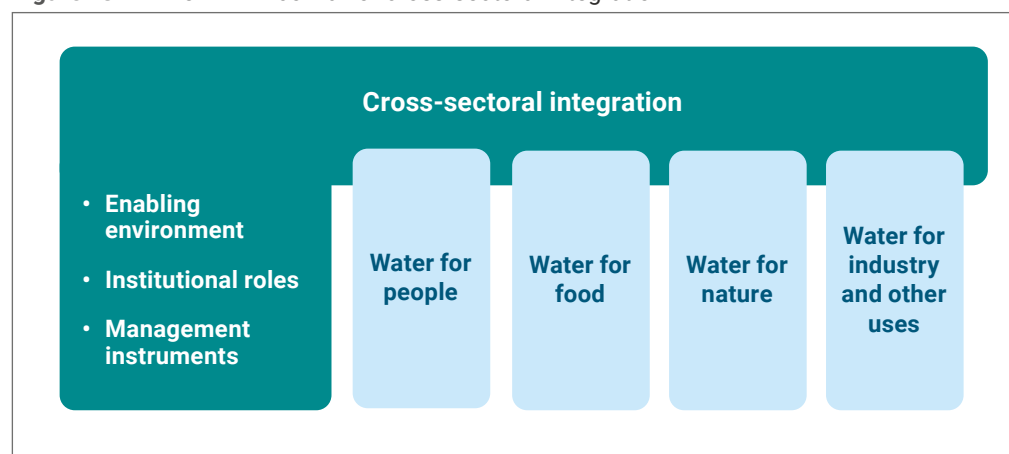 Cross-sectoral integration
• Enabling
environment
• Institutional roles
• Management
instruments
Water for
people
Water for
food
Water for
nature
Water for
industry
and other
uses